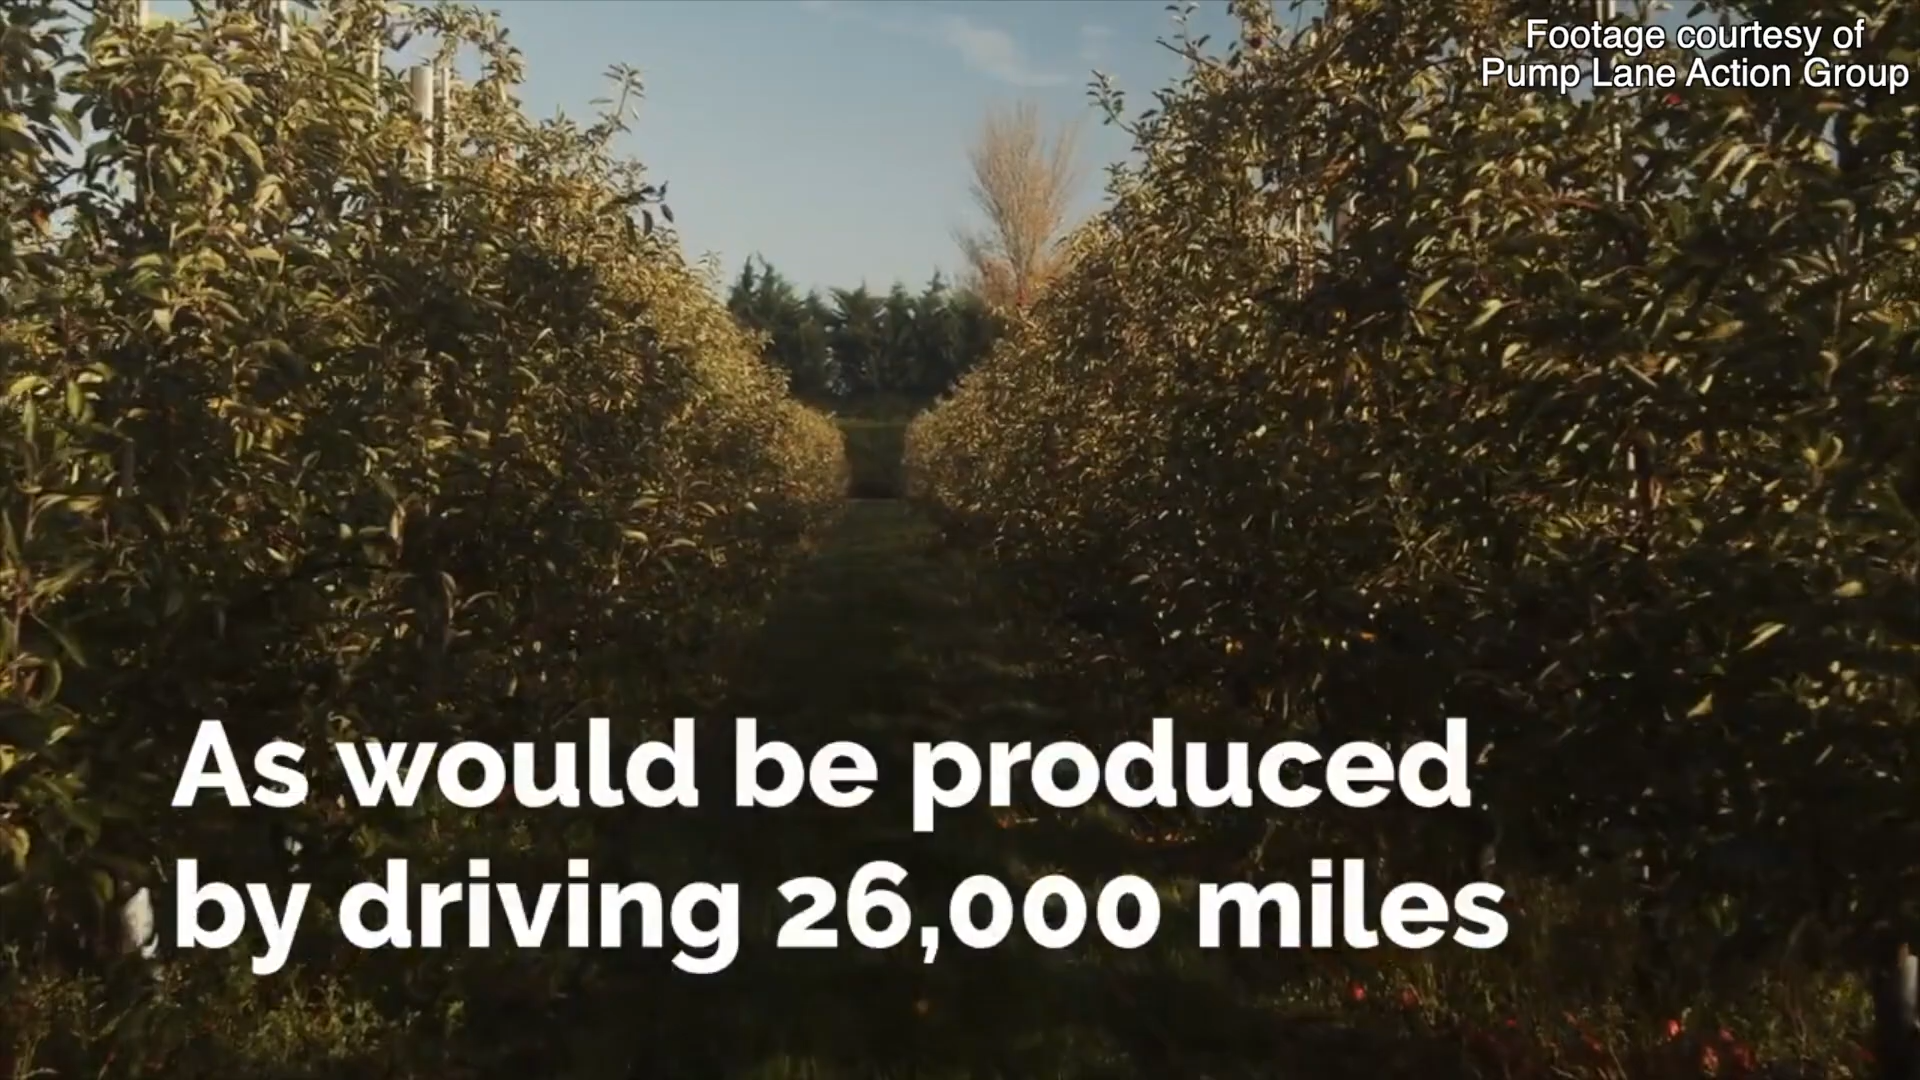 Footage courtesy of
Pump Lane Action Group
As would be produced
by driving 26,000 miles